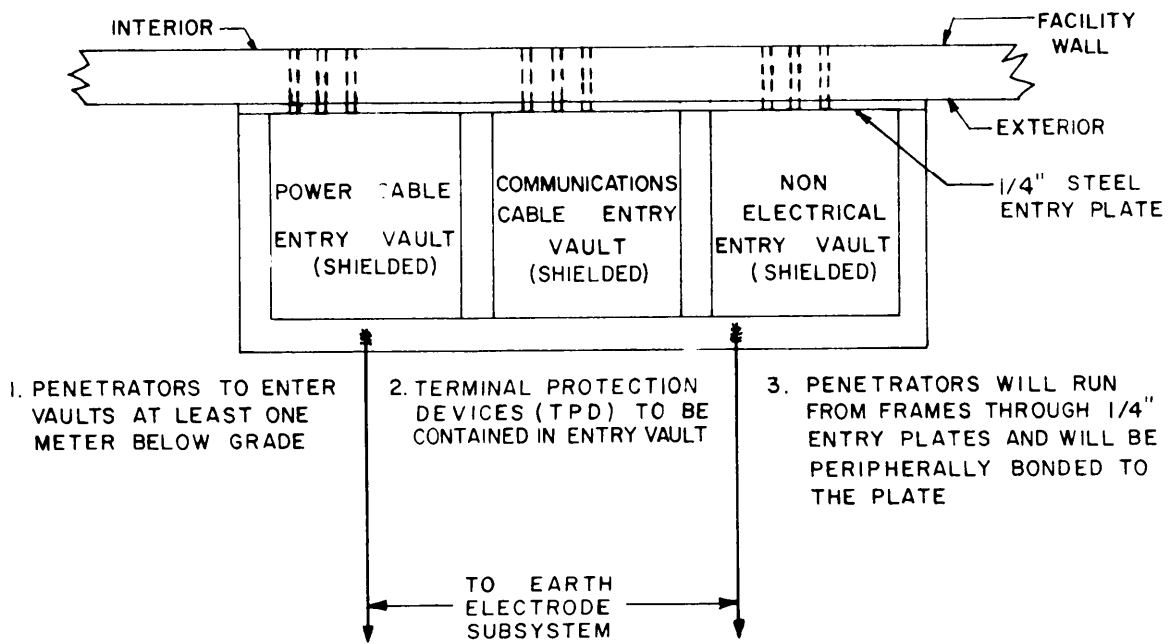 INTERIOR
FACILITY
WALL
EXTERIOR
1/4" STEEL
ENTRY PLATE
POWER CABLE
ENTRY VAULT
(SHIELDED)
COMMUNICATIONS
CABLE ENTRY
VAULT
(SHIELDED)
NON
ELECTRICAL
ENTRY VAULT
(SHIELDED)
1. PENETRATORS TO ENTER
VAULTS AT LEAST ONE
METER BELOW GRADE
2. TERMINAL PROTECTION
DEVICES (TPD) TO BE
CONTAINED IN ENTRY VAULT
3. PENETRATORS WILL RUN
FROM FRAMES THROUGH 1/4"
ENTRY PLATES AND WILL BE
PERIPHERALLY BONDED TO
THE PLATE
TO EARTH
ELECTRODE
SUBSYSTEM